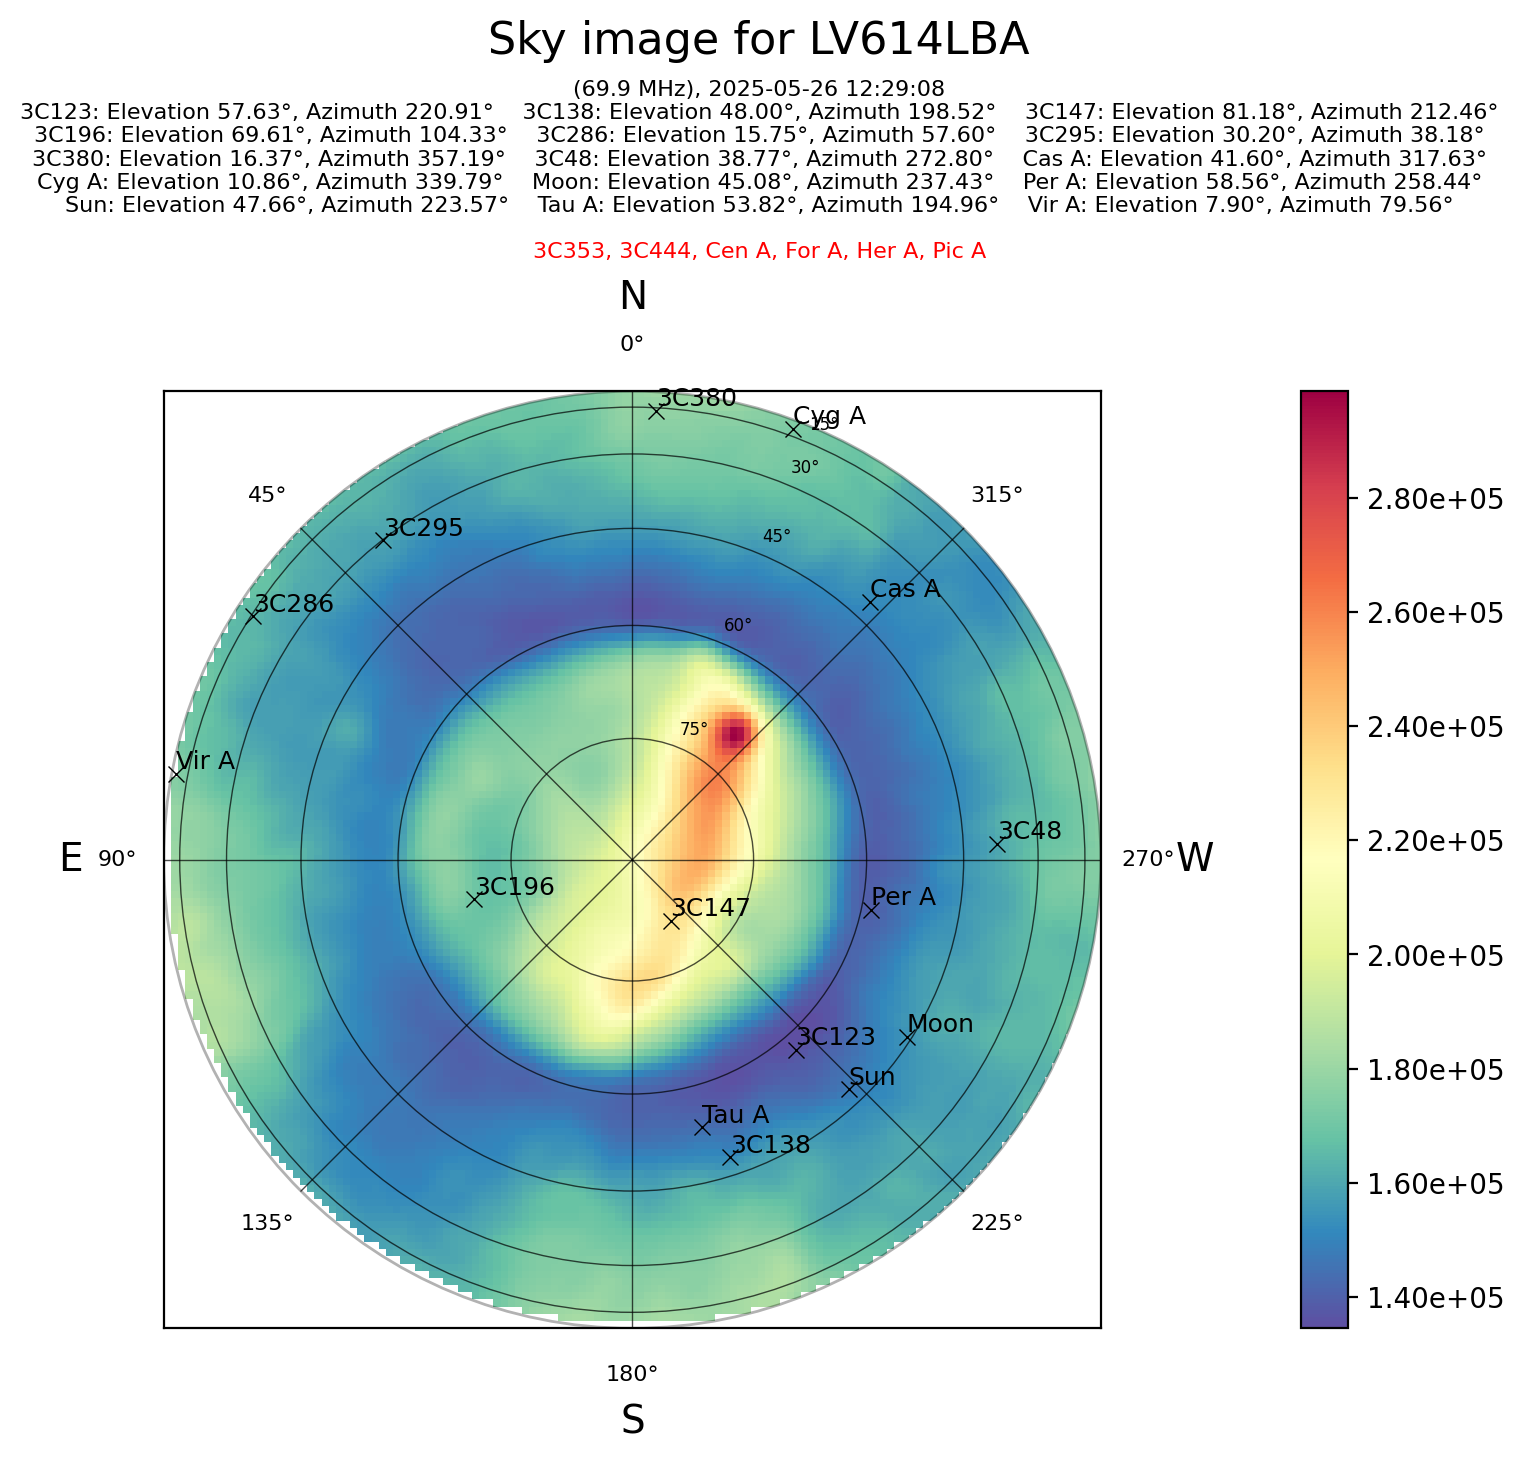 Sky image for LV614LBA
(69.9 MHz), 2025-05-26 12:29:08
3C123: Elevation 57.63°, Azimuth 220.91° 3C138: Elevation 48.00°, Azimuth 198.52° 3C147: Elevation 81.18°, Azimuth 212.46°
3C196: Elevation 69.61°, Azimuth 104.33° 3C286: Elevation 15.75°, Azimuth 57.60° 3C295: Elevation 30.20°, Azimuth 38.18°
3C380: Elevation 16.37°, Azimuth 357.19° 3C48: Elevation 38.77°, Azimuth 272.80° Cas A: Elevation 41.60°, Azimuth 317.63°
Cyg A: Elevation 10.86°, Azimuth 339.79° Moon: Elevation 45.08°, Azimuth 237.43° Per A: Elevation 58.56°, Azimuth 258.44°
Sun: Elevation 47.66°, Azimuth 223.57° Tau A: Elevation 53.82°, Azimuth 194.96° Vir A: Elevation 7.90°, Azimuth 79.56°
3C353, 3C444, Cen A, For A, Her A, Pic A
N
0°
3C380
Cyg A
15°
30°
45° 315°
2.80e+05
3C295
45°
Cas A
3C286
2.60e+05
60°
2.40e+05
75°
Vir A
3C48
2.20e+05
E 90° 270° W
3C196
Per A
3C147
2.00e+05
Moon
3C123
1.80e+05
Sun
Tau A
3C138
1.60e+05
135° 225°
1.40e+05
180°
S